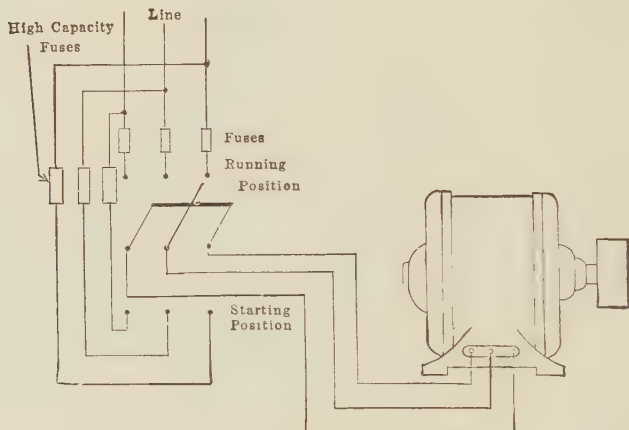 Line
High Capacity
Fuses
Fuses
Running
Position
Starting
Position